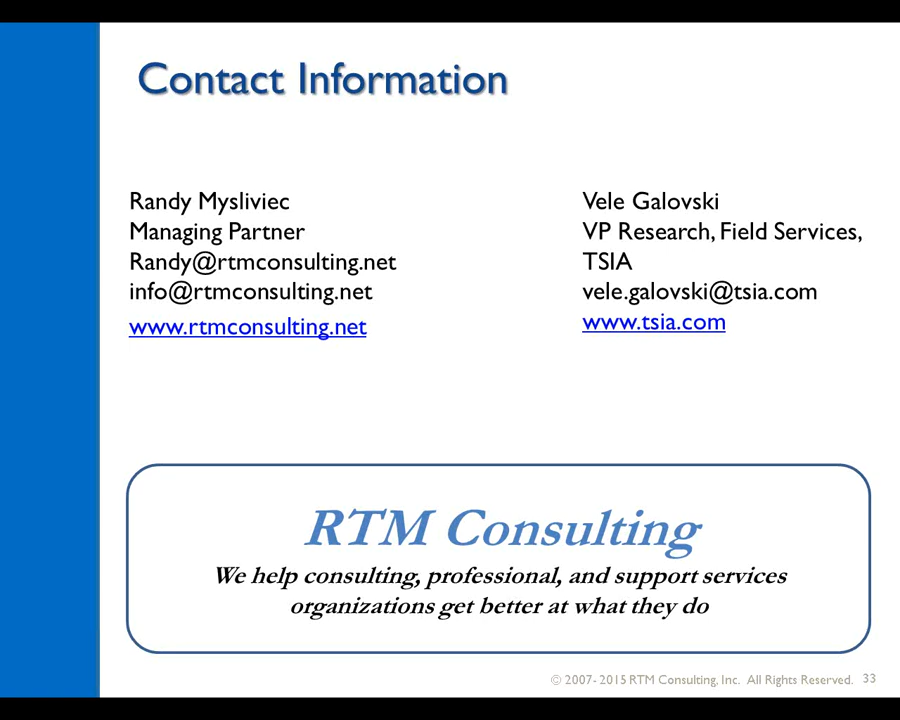 Contact Information
Randy Mysliviec
Managing Partner
Randy@rtmconsulting.net
info@rtmconsulting.net
www.rtmconsulting.net
Vele Galovski
VP Research, Field Services,
TSIA
vele.galovski@tsia.com
www.tsia.com
RTM Consulting
We help consulting, professional, and support services
organizations get better at what they do
© 2007- 2015 RTM Consulting, Inc. All Rights Reserved. 33